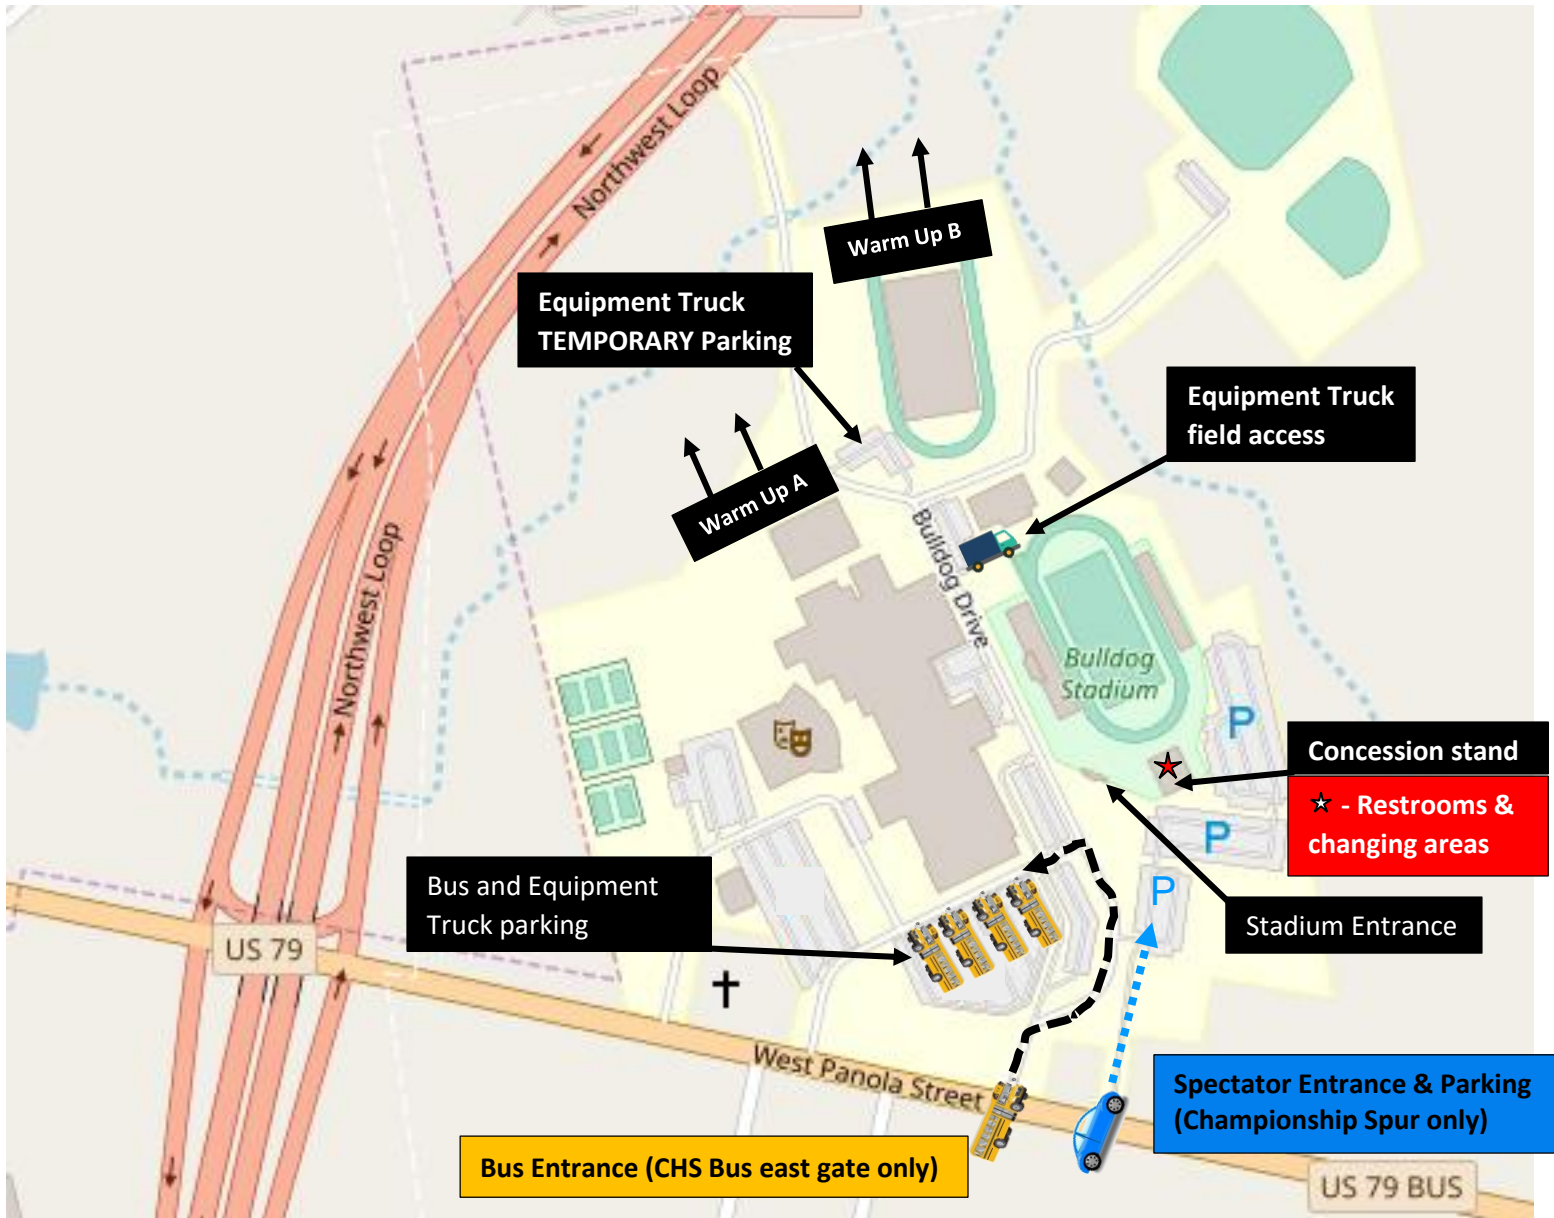 Northwest Loop
Warm Up B
Equipment Truck
TEMPORARY Parking
Equipment Truck
field access
Warm Up A
Bulldog Drive
Northwest Loop
Bulldog
Stadium
P
Concession stand
- Restrooms &
changing areas
P
P
Bus and Equipment
Truck parking
Stadium Entrance
US 79
West Panola Street
Spectator Entrance & Parking
(Championship Spur only)
Bus Entrance (CHS Bus east gate only)
US 79 BUS